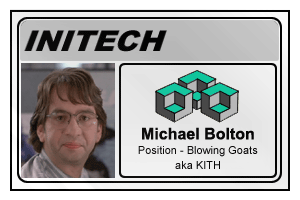 INITECH
Michael Bolton
Position - Blowing Goats
aka KITH